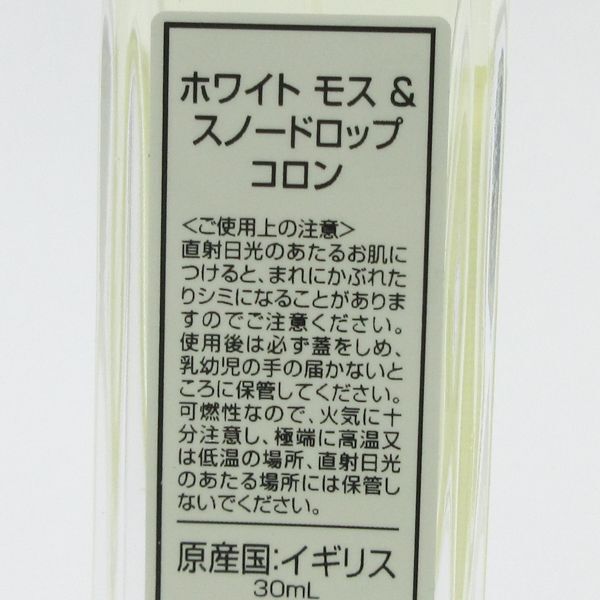 ホワイト モス &
スノードロップ
コロン
＜ご使用上の注意＞
直射日光のあたるお肌に
つけると、まれにかぶれた
りシミになることがありま
すのでご注意ください。
使用後は必ず蓋をしめ、
乳幼児の手の届かないと
ころに保管してください。
可燃性なので、火気に十
分注意し、極端に高温又
は低温の場所、直射日光
のあたる場所には保管し
ないでください。
原産国：イギリス
30mL